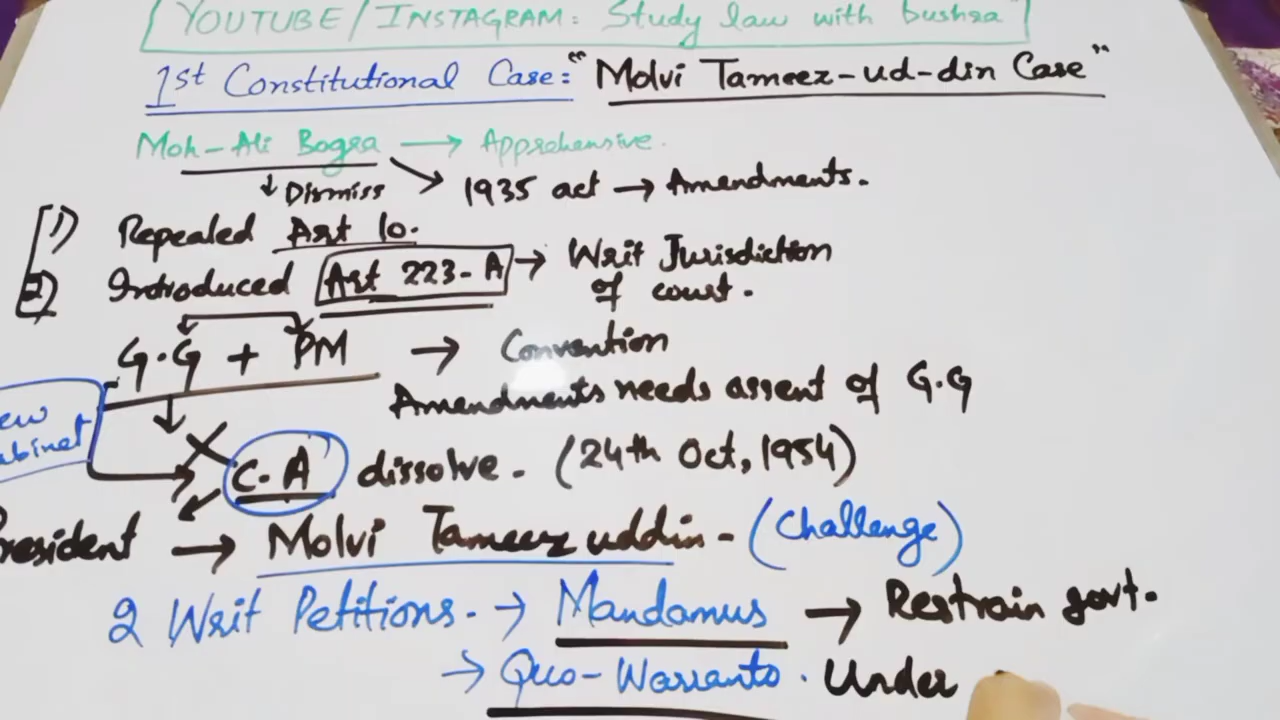 YOUTUBE/INSTAGRAM: Study law with bushra
1st Constitutional Case: "Molvi Tameez-ud-din Case"
Moh-Ali Bogra → Apprehensive.
↓ Dismiss → 1935 act → Amendments.
1) Repealed Art 10.
2) Introduced Art 223-A → Writ Jurisdiction
of court.
G.G + PM → Convention
Amendments needs assent of G.G
ew
abinet
C.A dissolve. (24th Oct, 1954)
resident → Molvi Tameez uddin - (Challenge)
2 Writ Petitions. → Mandamus → Restrain govt.
→ Quo-Warranto. Under